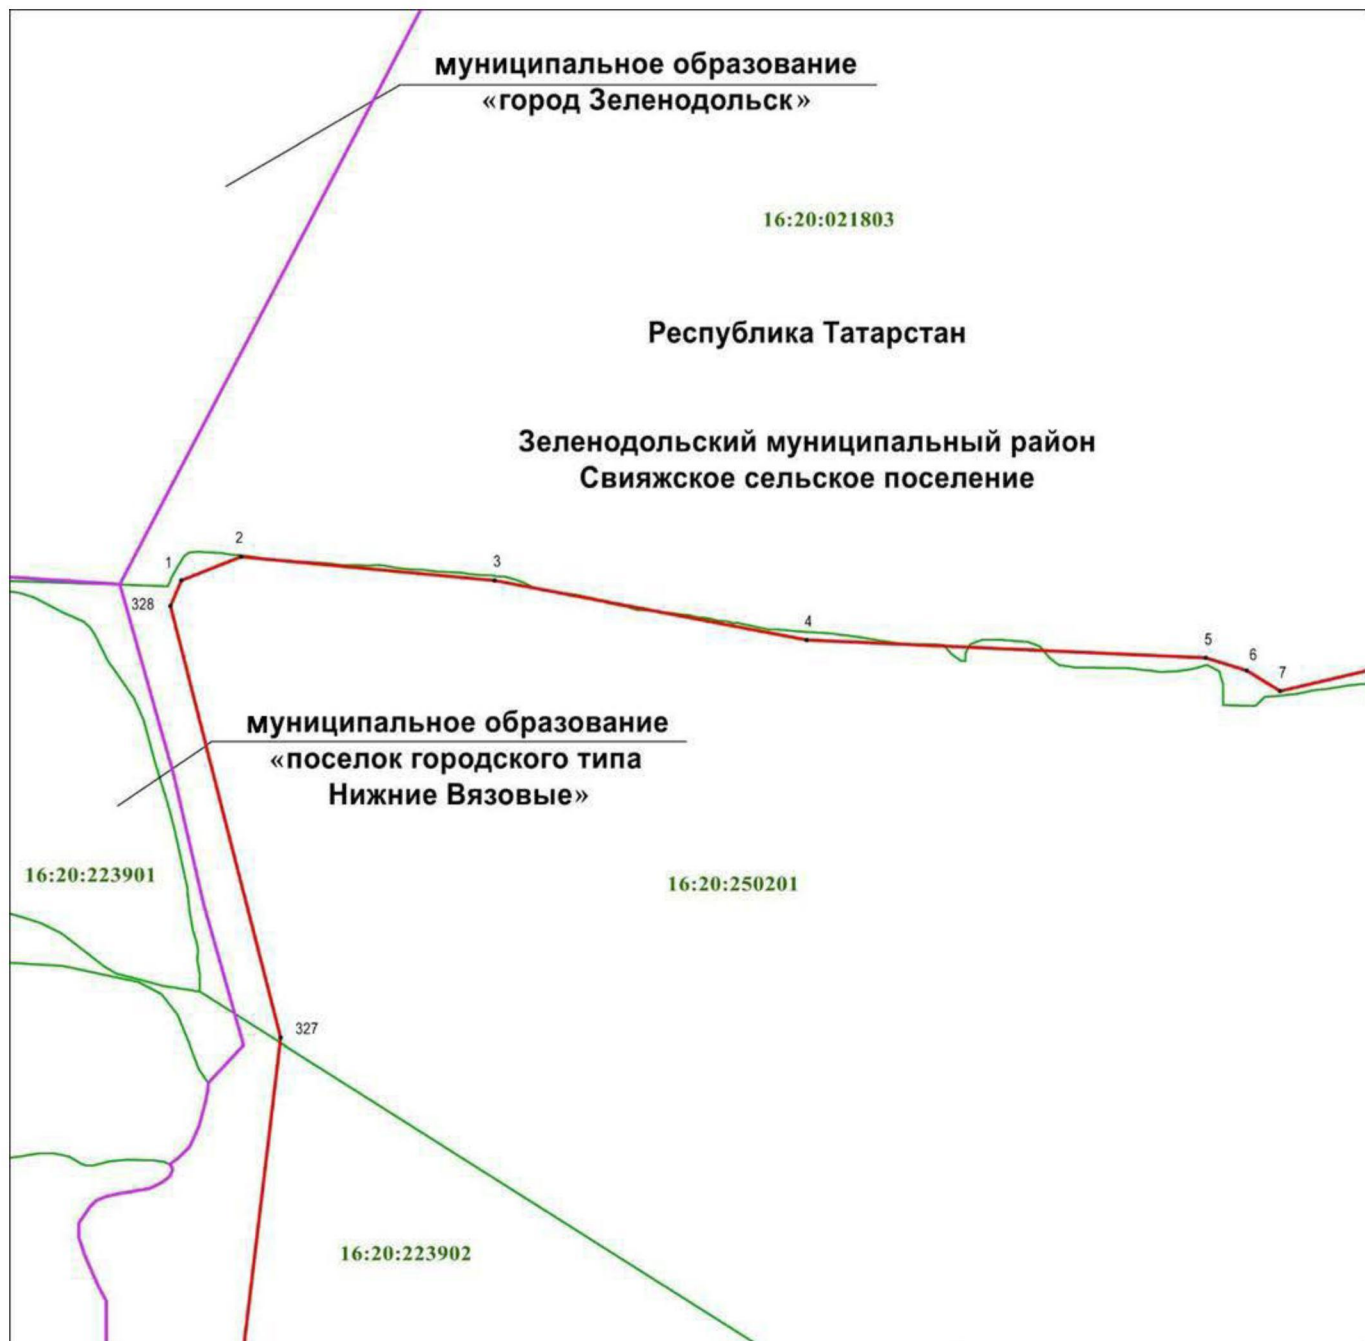 муниципальное образование
«город Зеленодольск»
16:20:021803
Республика Татарстан
Зеленодольский муниципальный район
Свияжское сельское поселение
2
1
3
328
4
5
6
7
муниципальное образование
«поселок городского типа
Нижние Вязовые»
16:20:223901
16:20:250201
327
16:20:223902